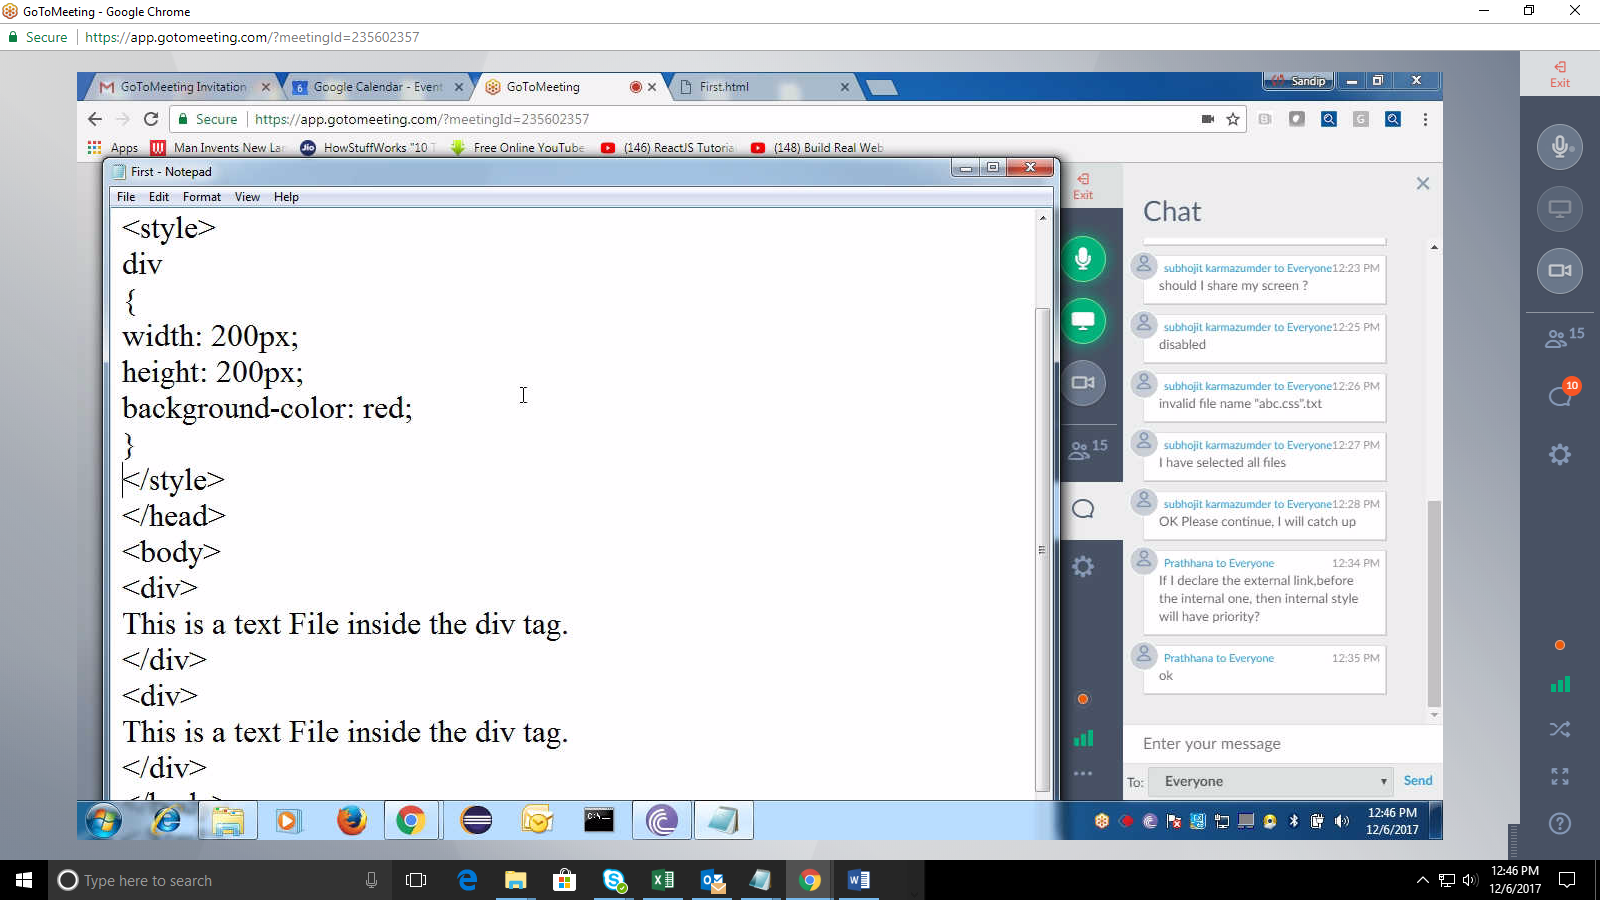 GoToMeeting - Google Chrome
Secure https://app.gotomeeting.com/?meetingId=235602357
GoToMeeting Invitation
Google Calendar - Event
GoToMeeting
First.html
Sandip
Secure https://app.gotomeeting.com/?meetingId=235602357
Apps
Man Invents New Lar
Jio
HowStuffWorks "10 T
Free Online YouTube
(146) ReactJS Tutoria
(148) Build Real Web
First - Notepad
File Edit Format View Help
<style>
div
{
width: 200px;
height: 200px;
background-color: red;
}
</style>
</head>
<body>
<div>
This is a text File inside the div tag.
</div>
<div>
This is a text File inside the div tag.
</div>
Exit
15
Chat
subhojit karmazumder to Everyone 12:23 PM
should I share my screen ?
subhojit karmazumder to Everyone 12:25 PM
disabled
subhojit karmazumder to Everyone 12:26 PM
invalid file name "abc.css".txt
subhojit karmazumder to Everyone 12:27 PM
I have selected all files
subhojit karmazumder to Everyone 12:28 PM
OK Please continue, I will catch up
Prathhana to Everyone 12:34 PM
If I declare the external link,before
the internal one, then internal style
will have priority?
Prathhana to Everyone 12:35 PM
ok
Enter your message
To: Everyone Send
12:46 PM
12/6/2017
Exit
15
10
Type here to search
12:46 PM
12/6/2017